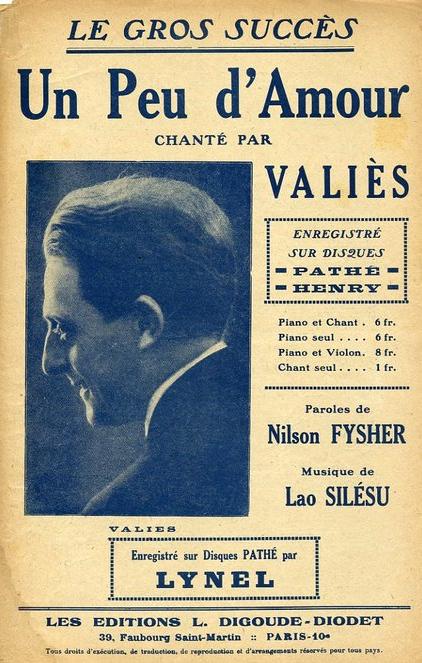 LE GROS SUCCÈS
Un Peu d'Amour
CHANTÉ PAR
VALIÈS
ENREGISTRÉ
SUR DISQUES
PATHÉ
HENRY
Piano et Chant . 6 fr.
Piano seul . . . . 6 fr.
Piano et Violon. 8 fr.
Chant seul . . . . 1 fr.
Paroles de
Nilson FYSHER
Musique de
Lao SILÉSU
VALIES
Enregistré sur Disques PATHÉ par
LYNEL
LES EDITIONS L. DIGOUDE-DIODET
39, Faubourg Saint-Martin :: PARIS-10e
Tous droits d'exécution, de traduction, de reproduction et d'arrangements réservés pour tous pays.